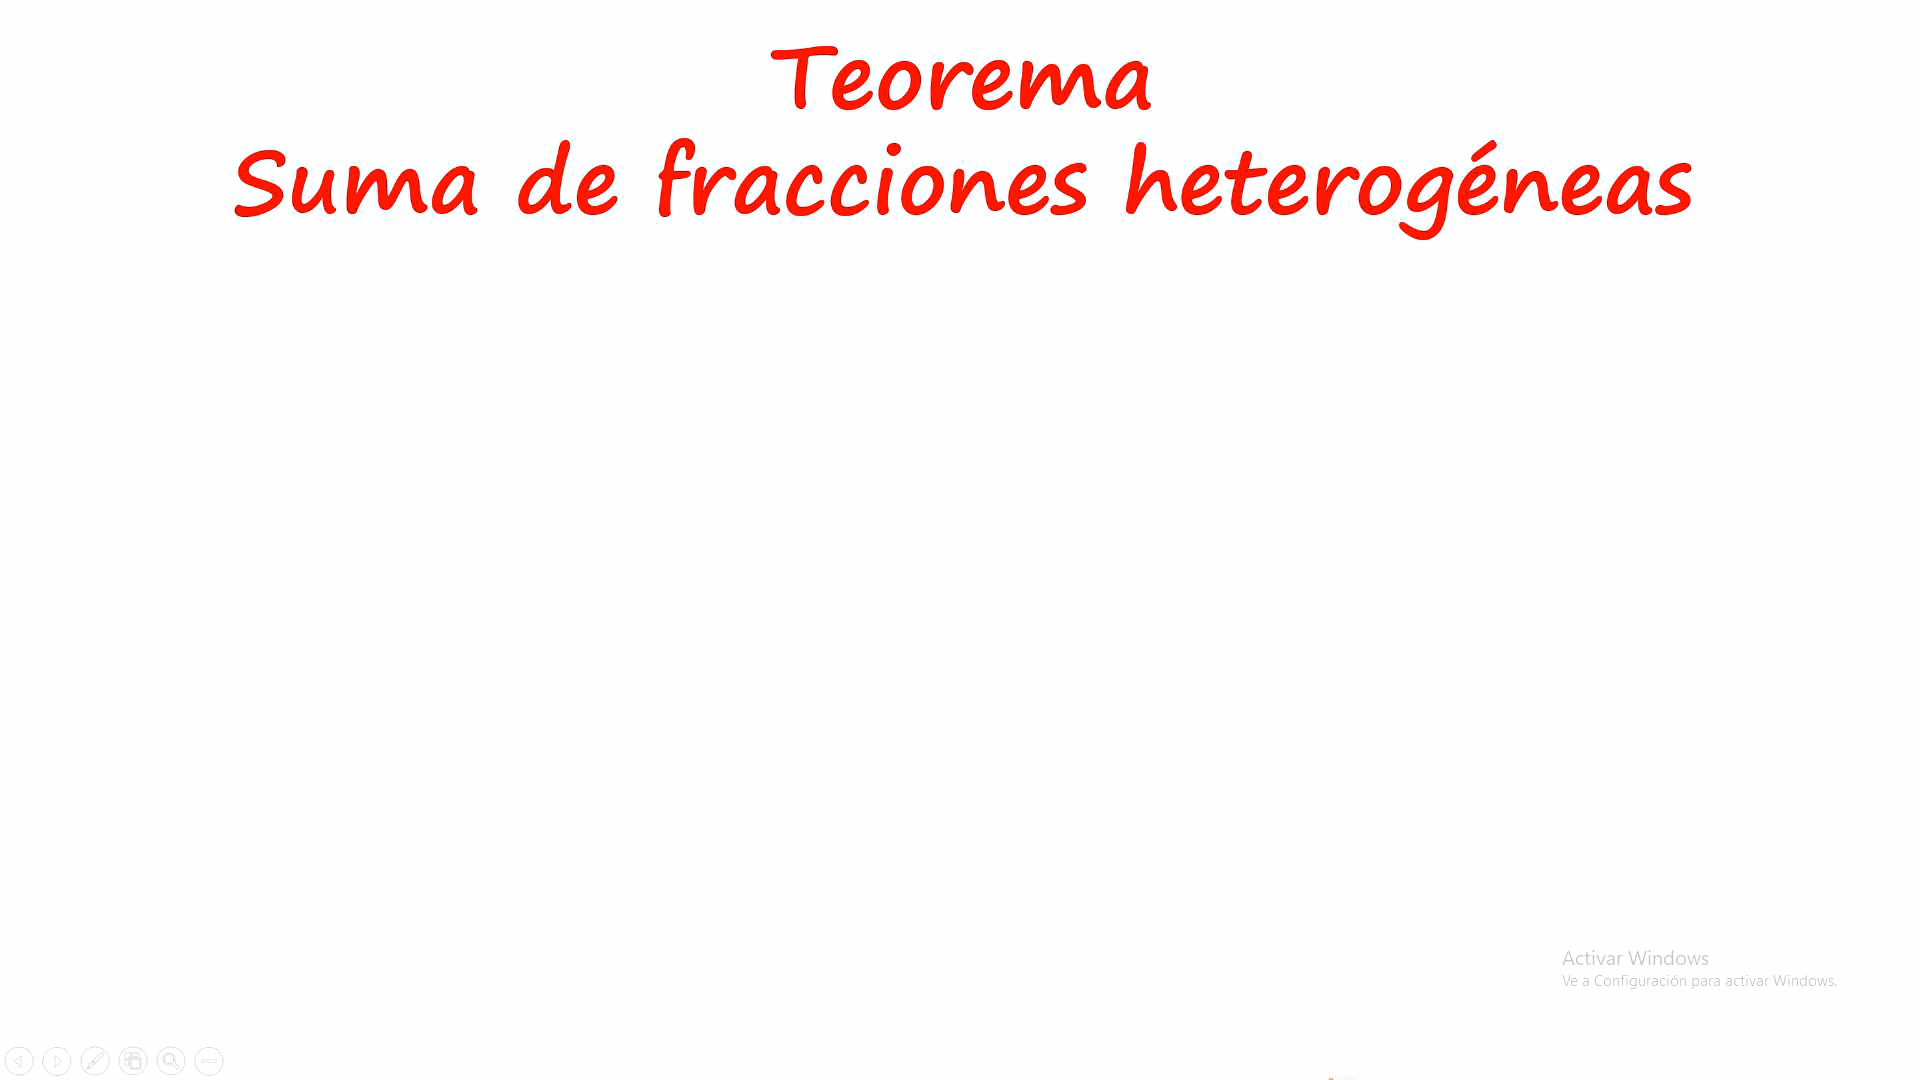 Teorema
Suma de fracciones heterogéneas
Activar Windows
Ve a Configuración para activar Windows.